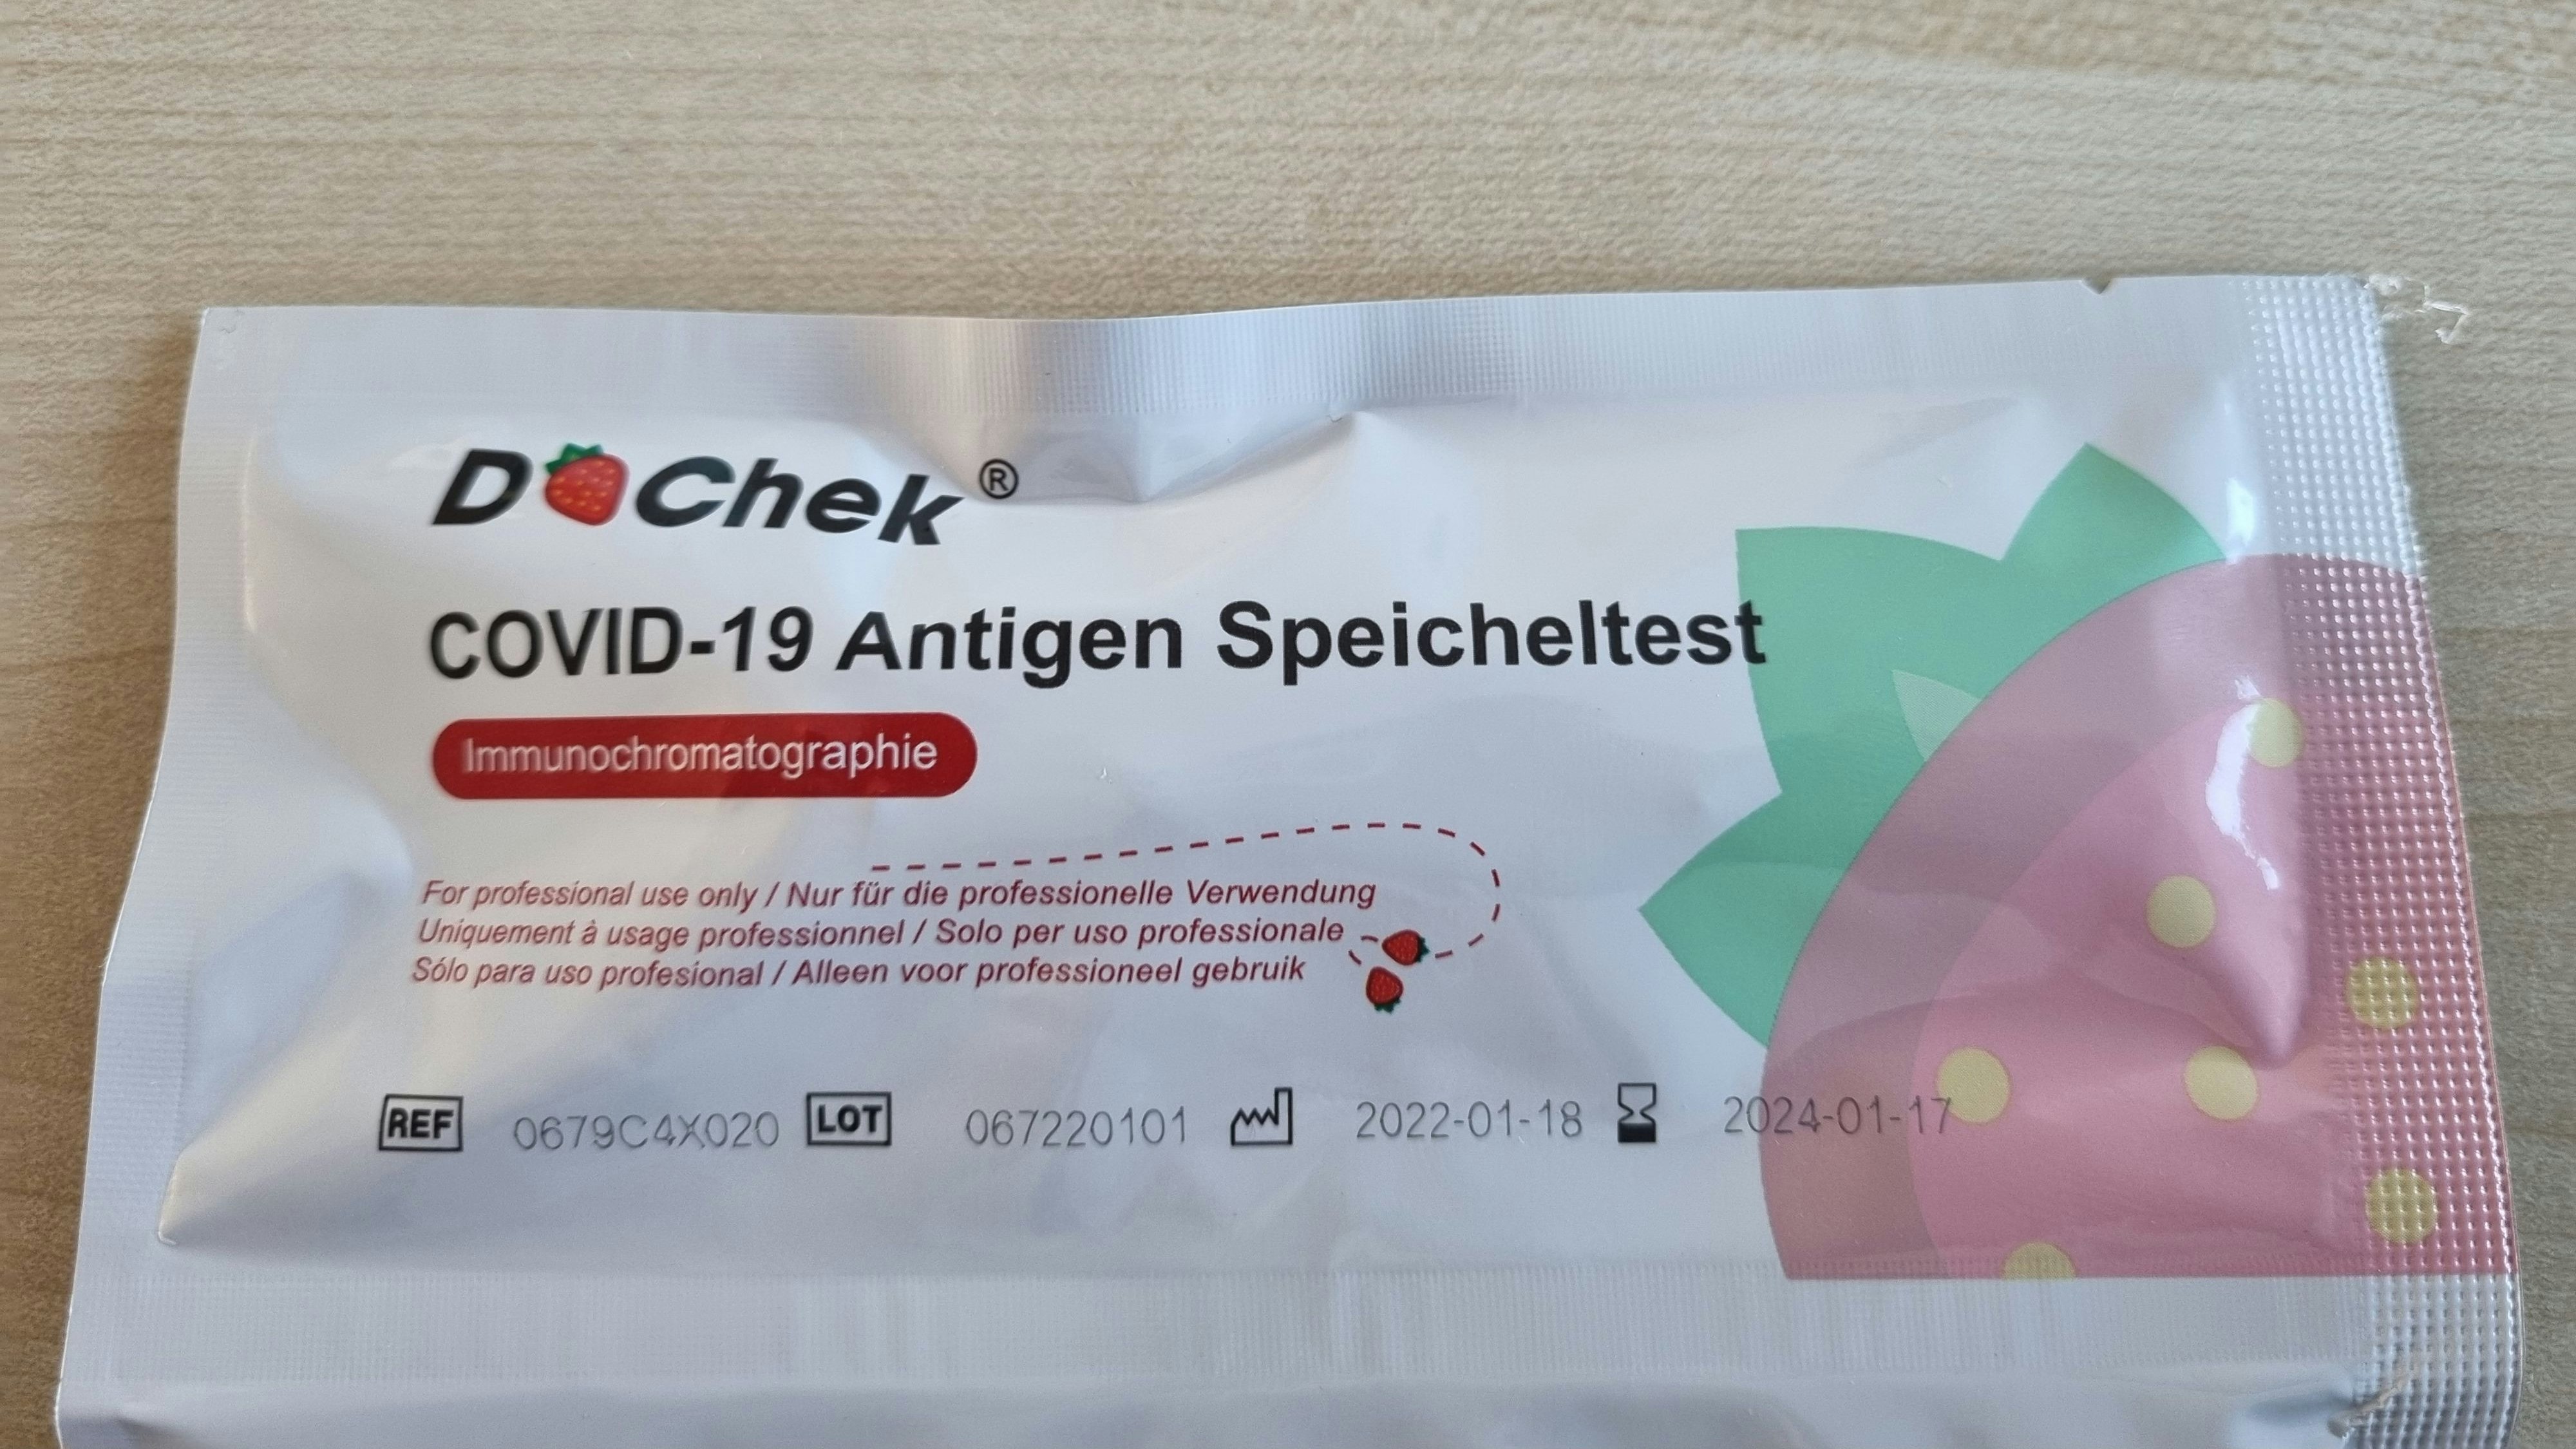 DChek®
COVID-19 Antigen Speicheltest
Immunochromatographie
For professional use only / Nur für die professionelle Verwendung
Uniquement à usage professionnel / Solo per uso professionale
Sólo para uso profesional / Alleen voor professioneel gebruik
REF 0679C4X020 LOT 067220101 2022-01-18 2024-01-17